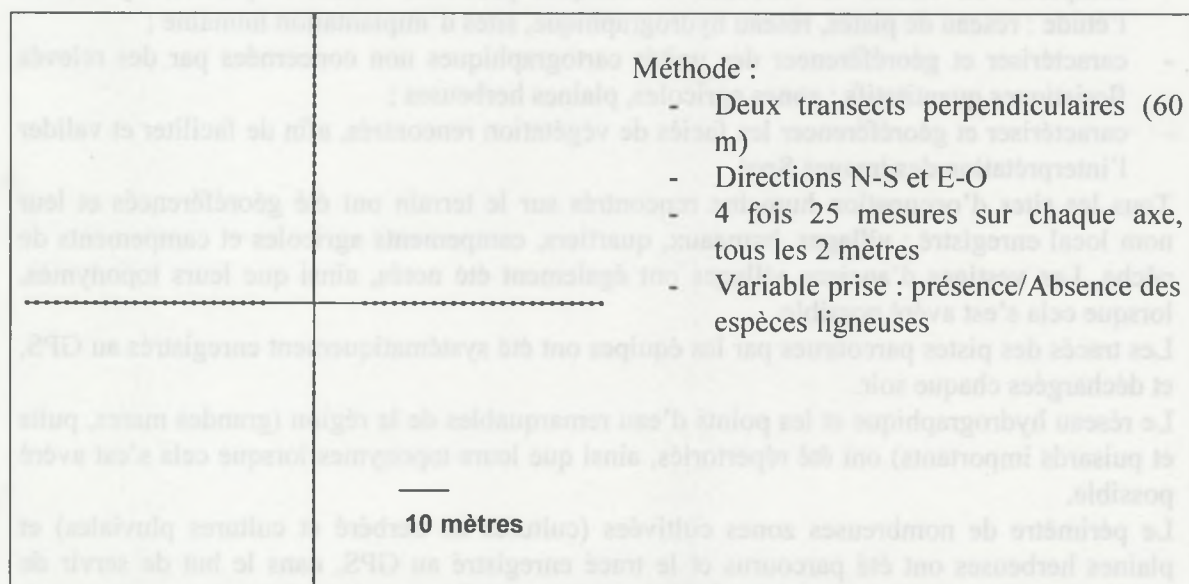 Méthode :
- Deux transects perpendiculaires (60
m)
- Directions N-S et E-O
- 4 fois 25 mesures sur chaque axe,
tous les 2 mètres
- Variable prise : présence/Absence des
espèces ligneuses
10 mètres